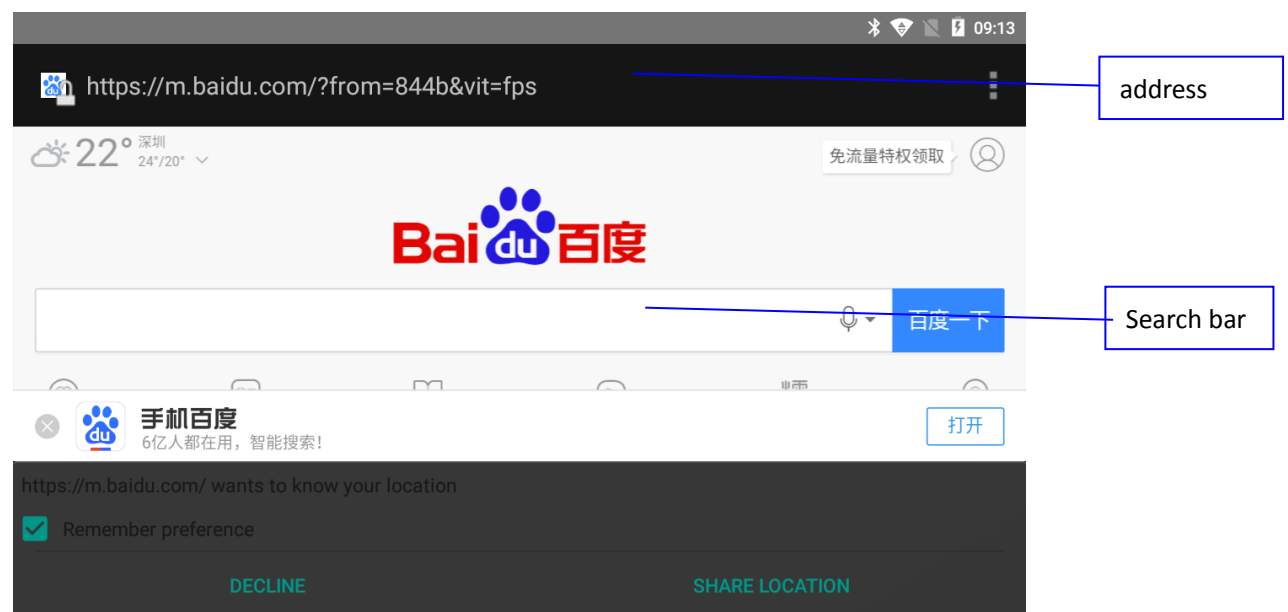 09:13
https://m.baidu.com/?from=844b&vit=fps
address
22° 深圳
24°/20°
免流量特权领取
Bai du 百度
百度一下
Search bar
du
手机百度
6亿人都在用，智能搜索！
打开
https://m.baidu.com/ wants to know your location
Remember preference
DECLINE
SHARE LOCATION